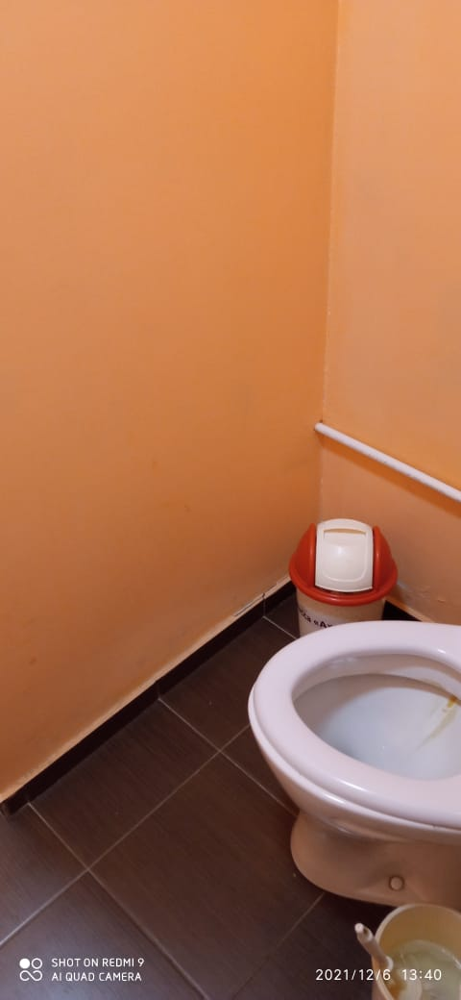 SHOT ON REDMI 9
AI QUAD CAMERA
2021/12/6 13:40